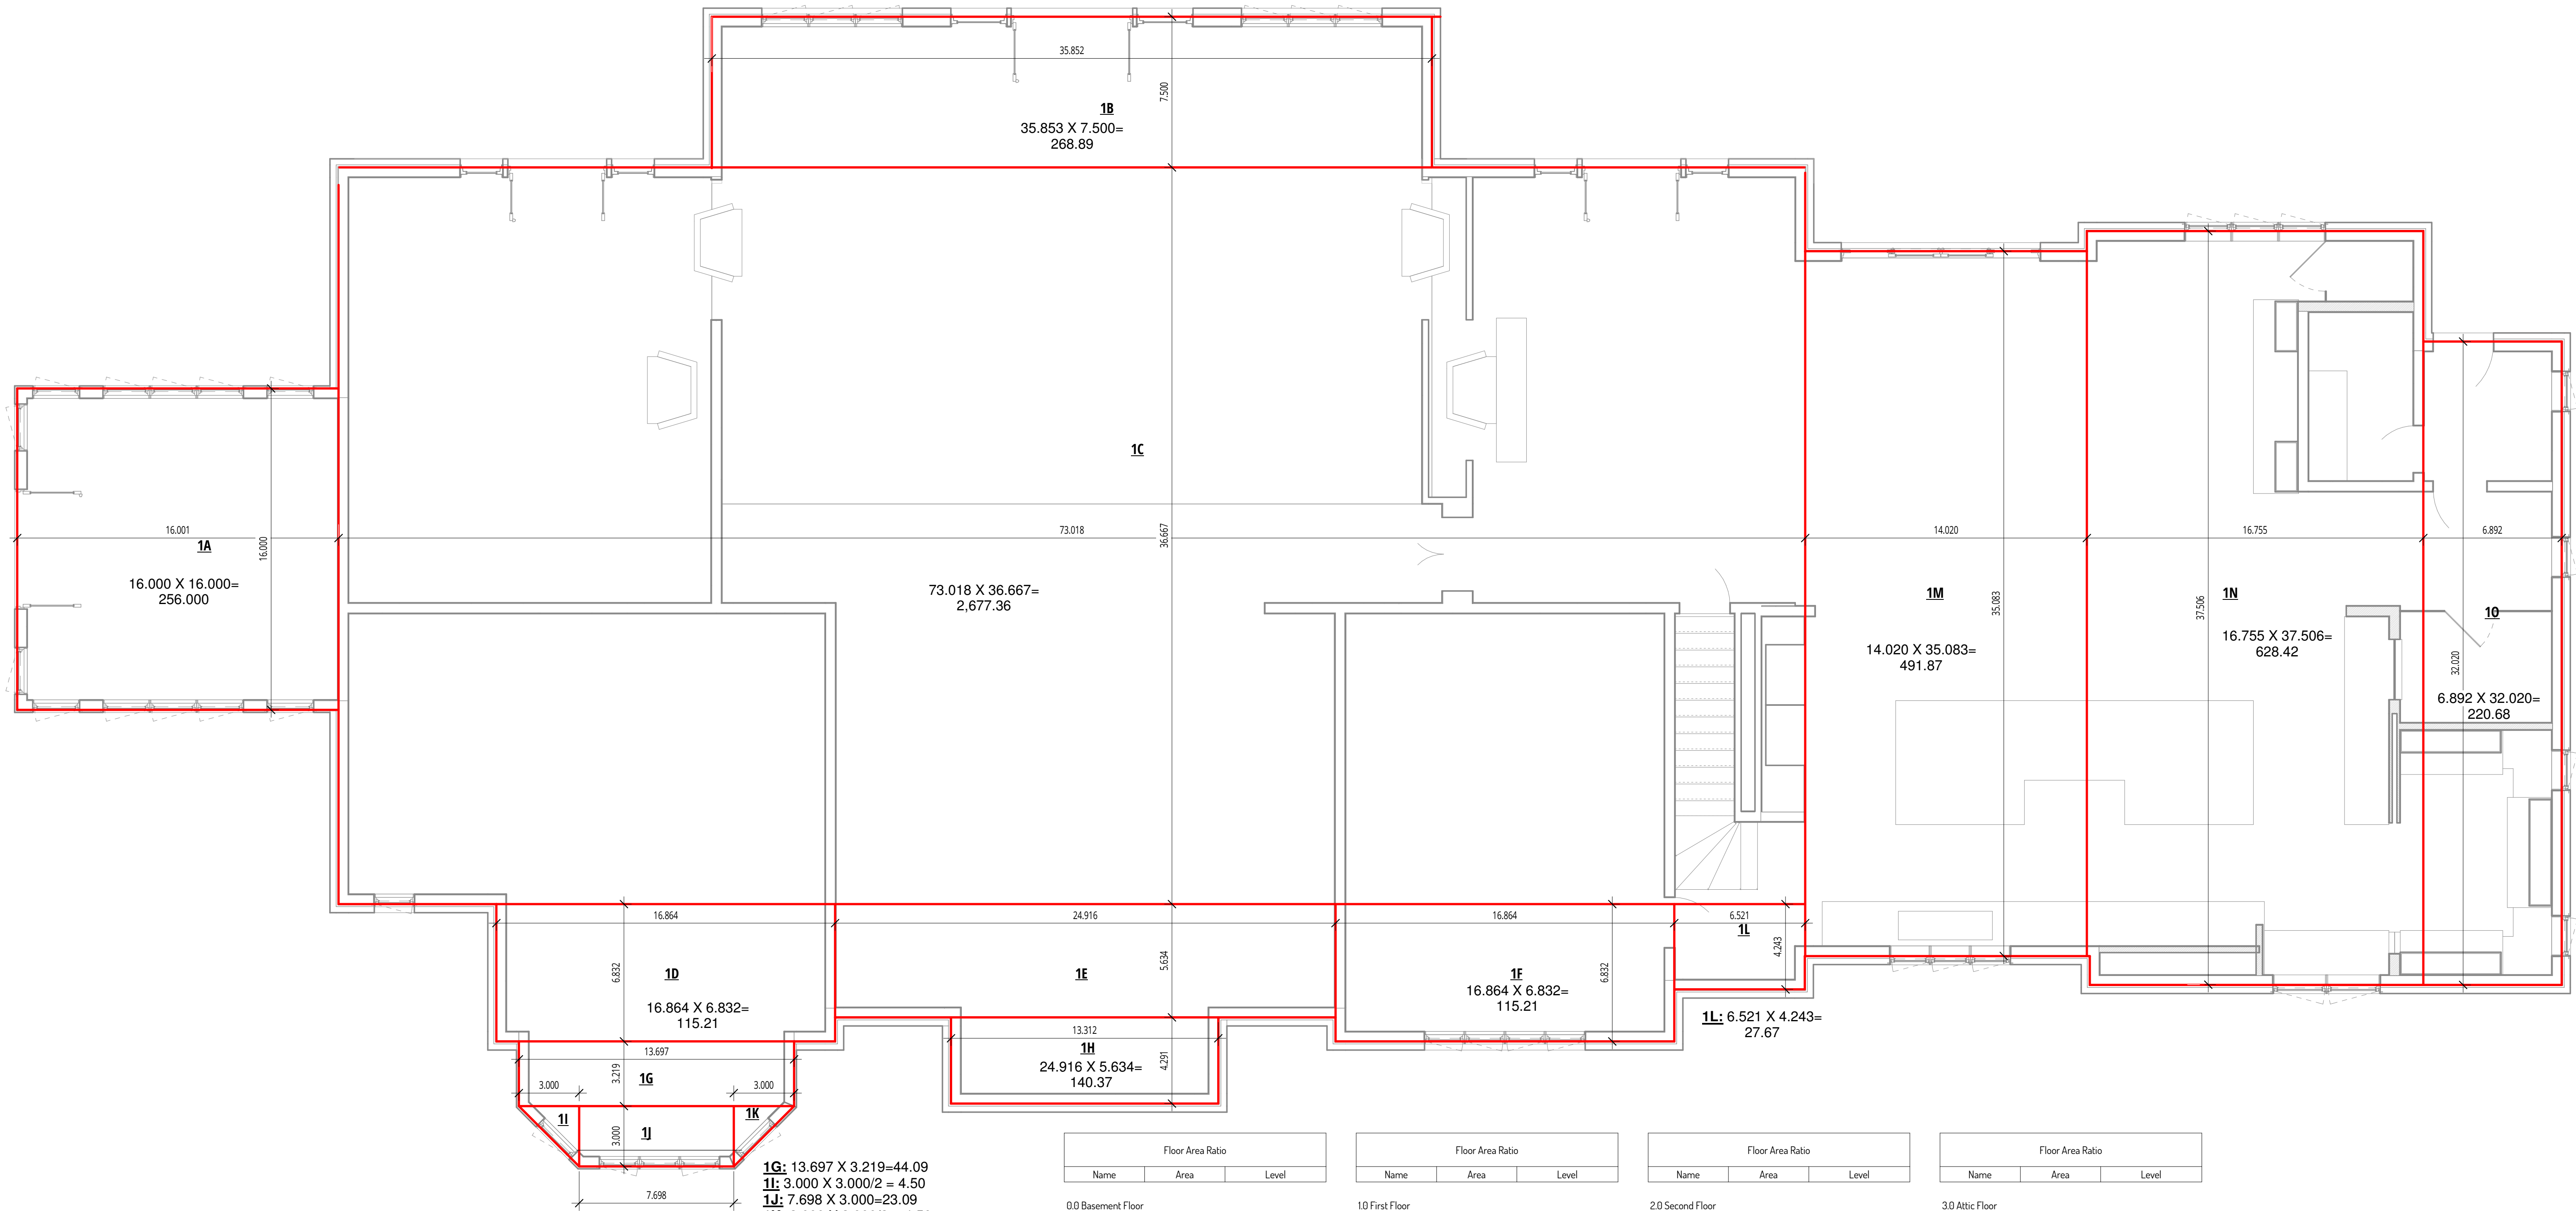 35.852
7.500
1B
35.853 X 7.500=
268.89
1C
16.001
1A
16.000
16.000 X 16.000=
256.000
73.018
36.667
73.018 X 36.667=
2,677.36
14.020
1M
35.083
14.020 X 35.083=
491.87
16.755
1N
37.506
16.755 X 37.506=
628.42
6.892
1O
32.020
6.892 X 32.020=
220.68
16.864
24.916
16.864
6.521
1L
4.243
6.832
1D
16.864 X 6.832=
115.21
1E
5.634
1F
16.864 X 6.832=
115.21
6.832
1L: 6.521 X 4.243=
27.67
13.697
3.219
1G
3.000
3.000
13.312
1H
4.291
24.916 X 5.634=
140.37
1I
1J
1K
3.000
7.698
1G: 13.697 X 3.219=44.09
1I: 3.000 X 3.000/2 = 4.50
1J: 7.698 X 3.000=23.09
Floor Area Ratio
Name Area Level
0.0 Basement Floor
Floor Area Ratio
Name Area Level
1.0 First Floor
Floor Area Ratio
Name Area Level
2.0 Second Floor
Floor Area Ratio
Name Area Level
3.0 Attic Floor